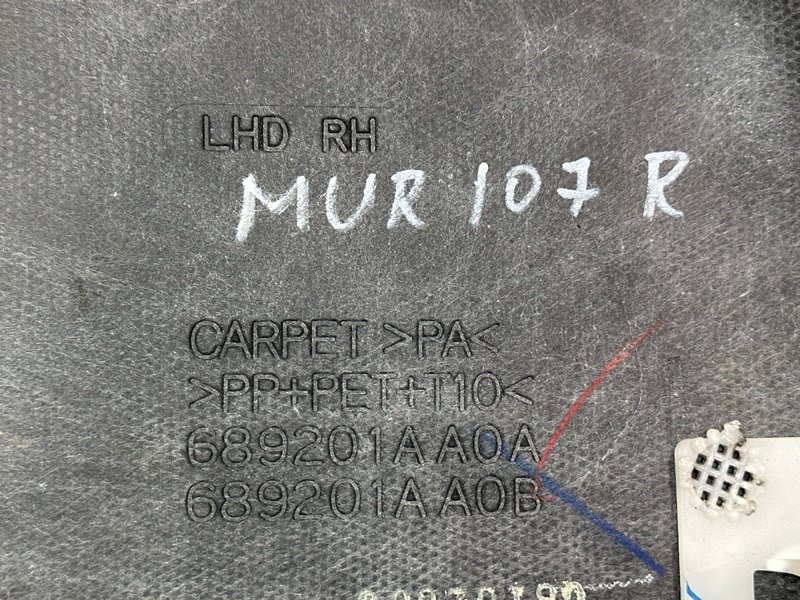 LHD RH
MUR 107 R
CARPET >PA<
>PP+PET+T10<
689201AA0A
689201AA0B